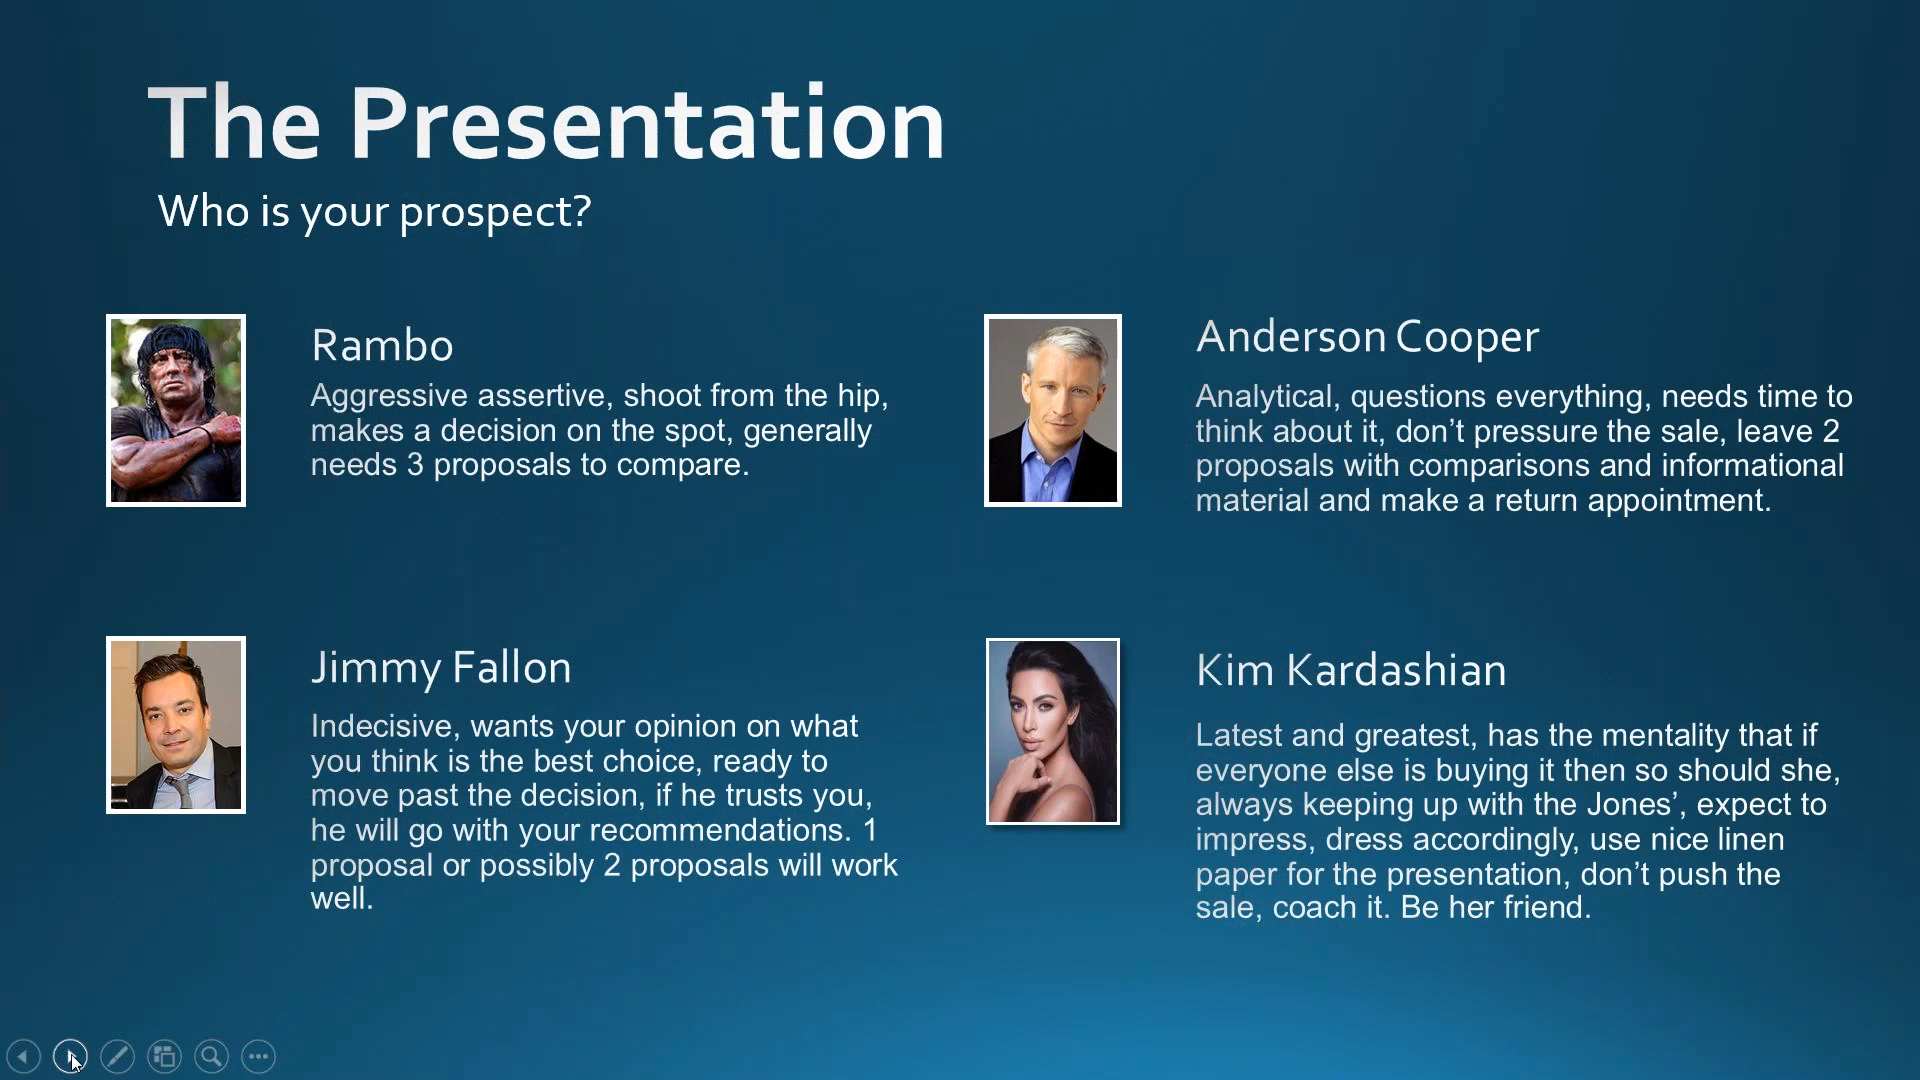 The Presentation
Who is your prospect?
Rambo
Aggressive assertive, shoot from the hip,
makes a decision on the spot, generally
needs 3 proposals to compare.
Anderson Cooper
Analytical, questions everything, needs time to
think about it, don’t pressure the sale, leave 2
proposals with comparisons and informational
material and make a return appointment.
Jimmy Fallon
Indecisive, wants your opinion on what
you think is the best choice, ready to
move past the decision, if he trusts you,
he will go with your recommendations. 1
proposal or possibly 2 proposals will work
well.
Kim Kardashian
Latest and greatest, has the mentality that if
everyone else is buying it then so should she,
always keeping up with the Jones’, expect to
impress, dress accordingly, use nice linen
paper for the presentation, don’t push the
sale, coach it. Be her friend.